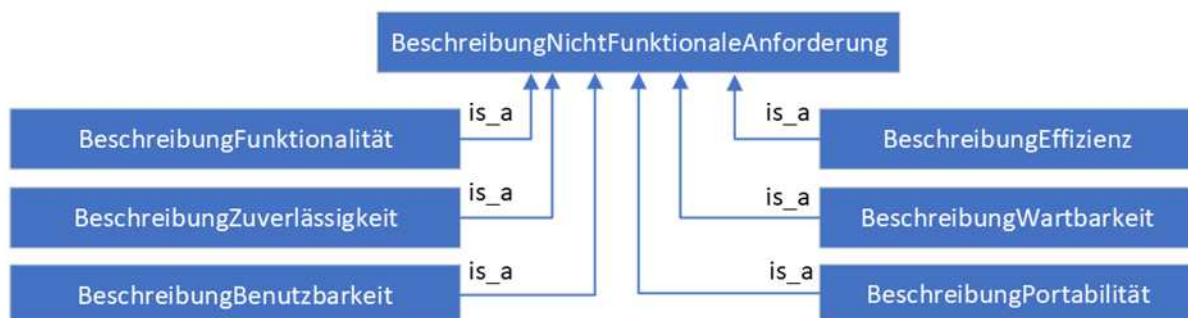 BeschreibungNichtFunktionaleAnforderung
is_a
is_a
BeschreibungFunktionalität
BeschreibungEffizienz
is_a
is_a
BeschreibungZuverlässigkeit
BeschreibungWartbarkeit
is_a
is_a
BeschreibungBenutzbarkeit
BeschreibungPortabilität